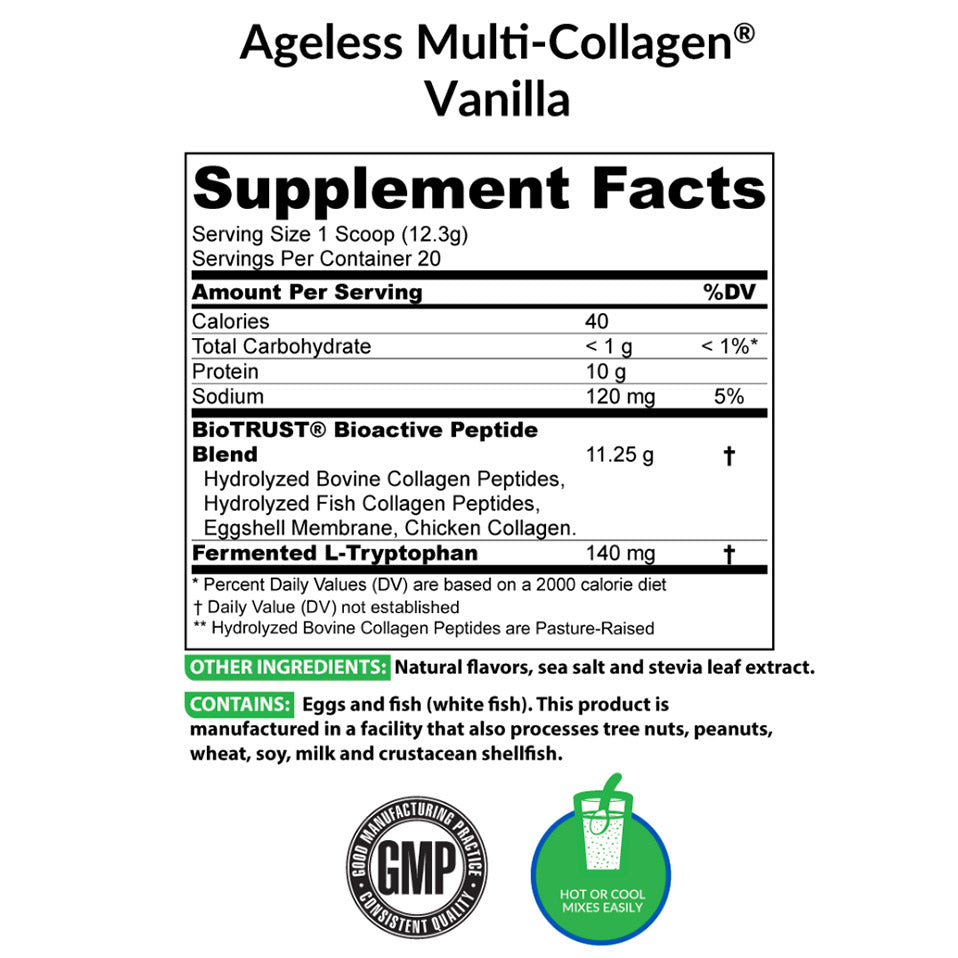 Ageless Multi-Collagen®
Vanilla
Supplement Facts
Serving Size 1 Scoop (12.3g)
Servings Per Container 20
Amount Per Serving %DV
Calories 40
Total Carbohydrate < 1 g < 1%*
Protein 10 g
Sodium 120 mg 5%
BioTRUST® Bioactive Peptide
Blend 11.25 g †
Hydrolyzed Bovine Collagen Peptides,
Hydrolyzed Fish Collagen Peptides,
Eggshell Membrane, Chicken Collagen.
Fermented L-Tryptophan 140 mg †
* Percent Daily Values (DV) are based on a 2000 calorie diet
† Daily Value (DV) not established
** Hydrolyzed Bovine Collagen Peptides are Pasture-Raised
OTHER INGREDIENTS: Natural flavors, sea salt and stevia leaf extract.
CONTAINS: Eggs and fish (white fish). This product is
manufactured in a facility that also processes tree nuts, peanuts,
wheat, soy, milk and crustacean shellfish.
GOOD MANUFACTURING PRACTICE
GMP
CONSISTENT QUALITY
HOT OR COOL
MIXES EASILY